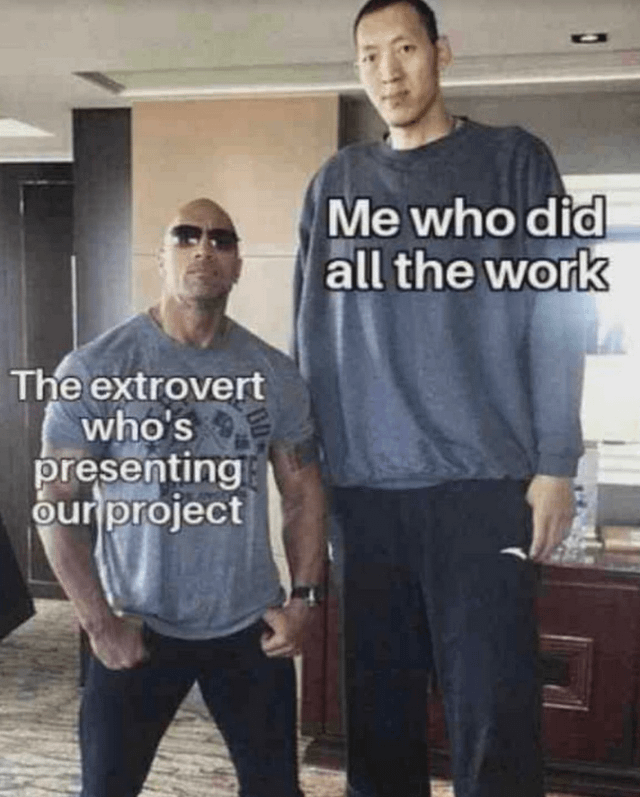 Me who did
all the work
The extrovert
who's
presenting
our project